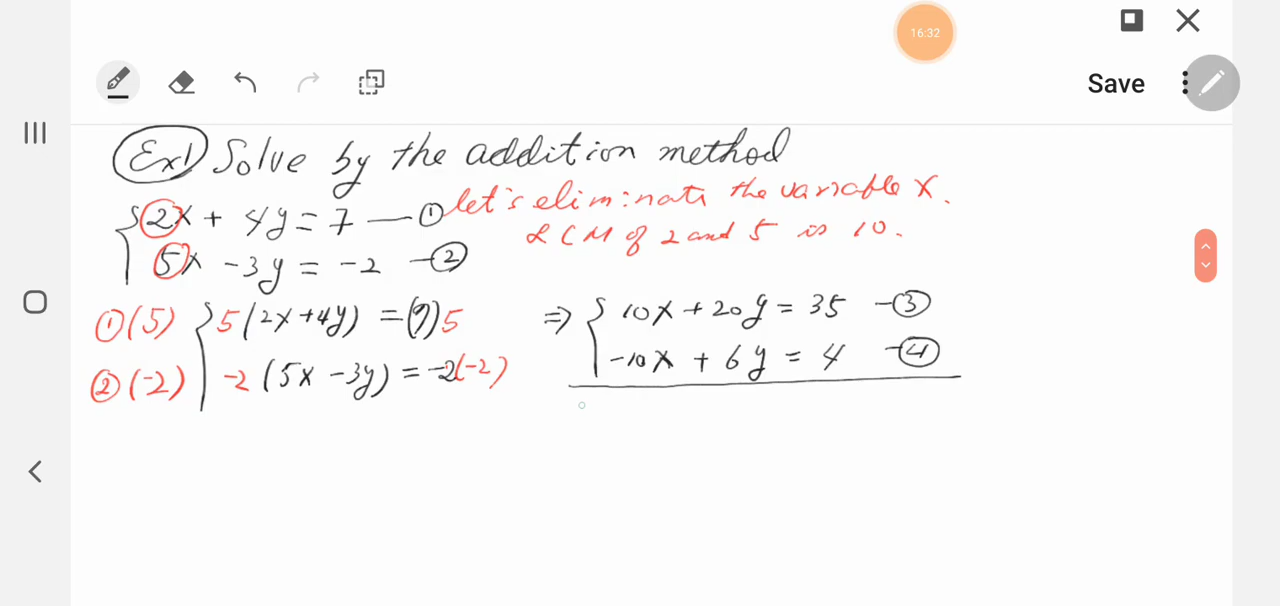 16:32
Save
Ex1) Solve by the addition method
2x + 4y = 7 — ①
let's eliminate the variable x.
LCM of 2 and 5 is 10.
5x - 3y = -2 — ②
①(5) 5(2x+4y) = (7)5 ⇒ 10x + 20y = 35 — ③
②(-2) -2(5x - 3y) = -2(-2) -10x + 6y = 4 — ④